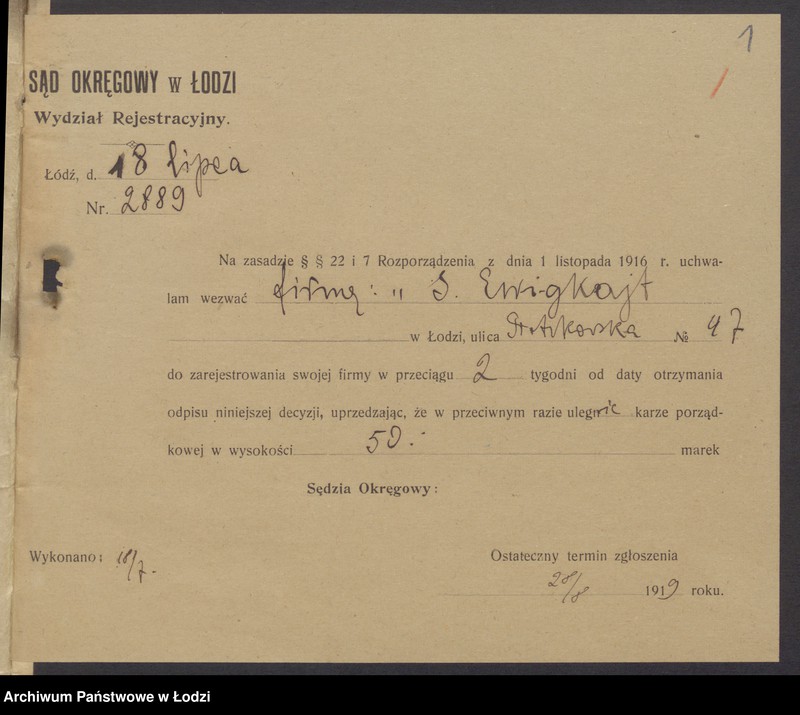 1
SĄD OKRĘGOWY w ŁODZI
Wydział Rejestracyjny.
Łódź, d. 18 lipca
Nr. 2889
Na zasadzie § § 22 i 7 Rozporządzenia z dnia 1 listopada 1916 r. uchwa-
lam wezwać firmę: „ S. Ewigkajt
w Łodzi, ulica Piotrkowska № 47
do zarejestrowania swojej firmy w przeciągu 2 tygodni od daty otrzymania
odpisu niniejszej decyzji, uprzedzając, że w przeciwnym razie ulegnie karze porząd-
kowej w wysokości 50.- marek
Sędzia Okręgowy:
Wykonano: 18/7.
Ostateczny termin zgłoszenia
28/8 1919 roku.
Archiwum Państwowe w Łodzi